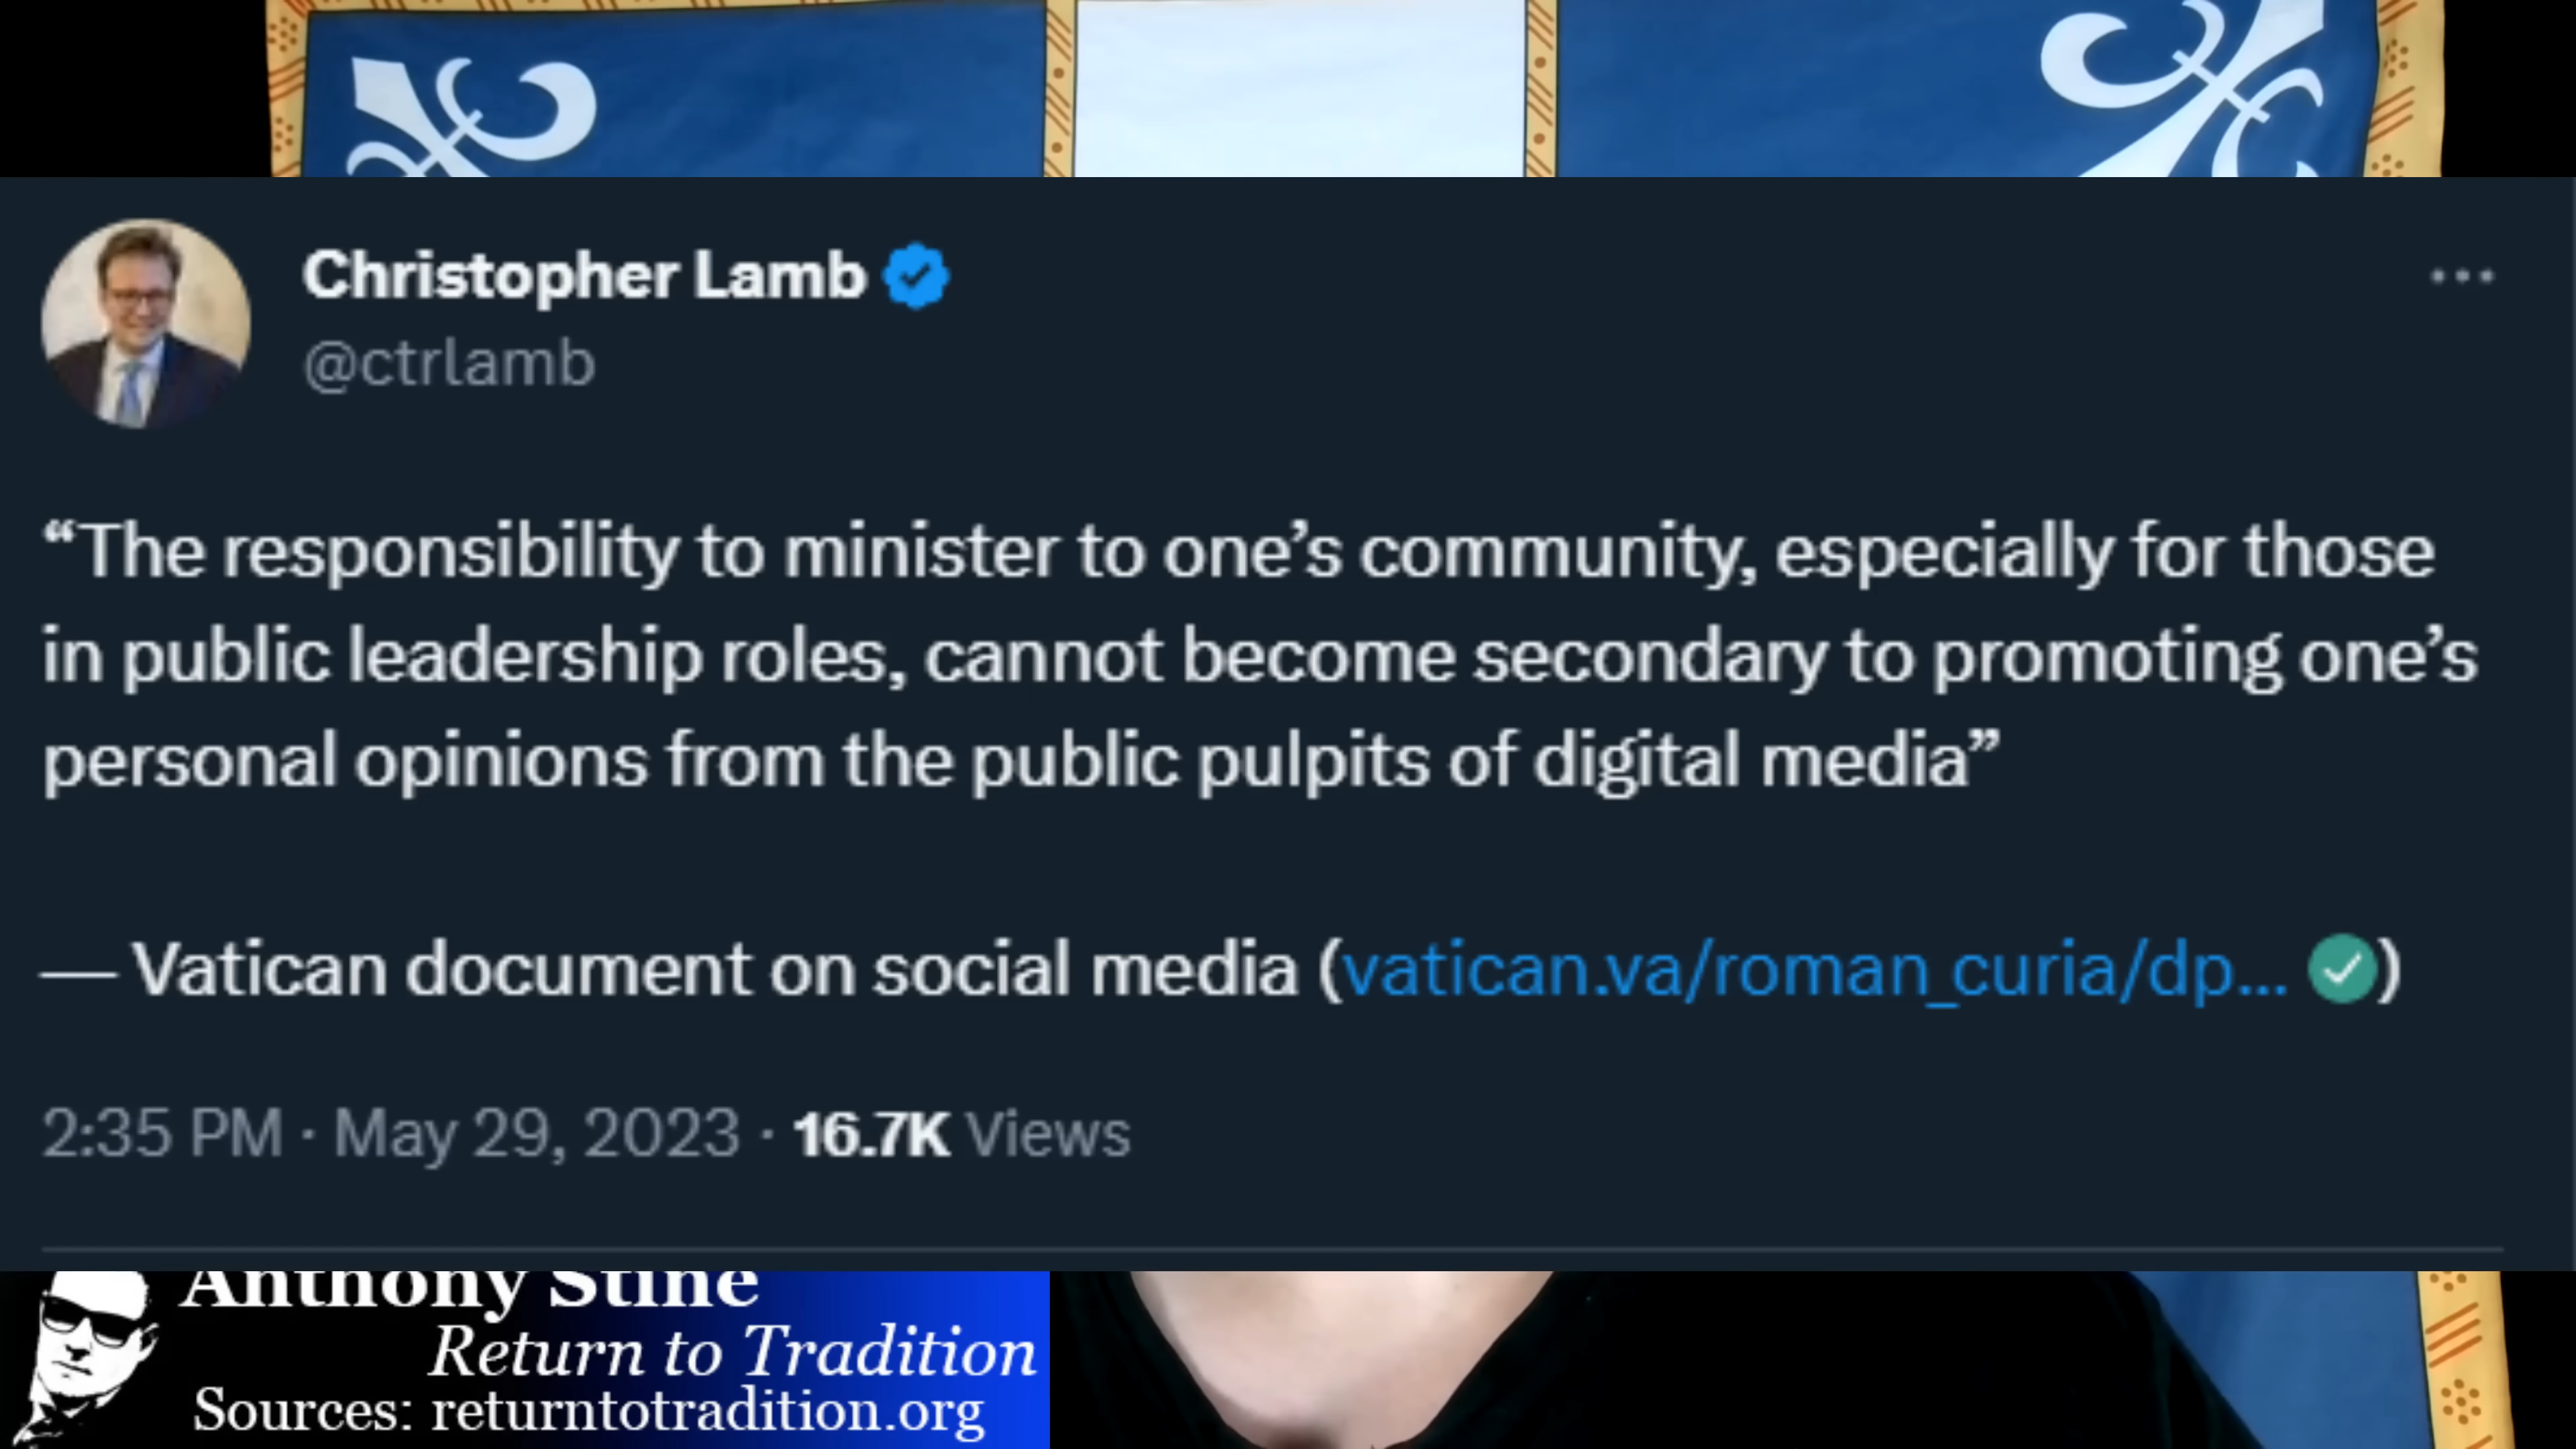 Christopher Lamb
@ctrlamb
“The responsibility to minister to one’s community, especially for those
in public leadership roles, cannot become secondary to promoting one’s
personal opinions from the public pulpits of digital media”
— Vatican document on social media (vatican.va/roman_curia/dp... )
2:35 PM · May 29, 2023 · 16.7K Views
Anthony Stine
Return to Tradition
Sources: returntotradition.org